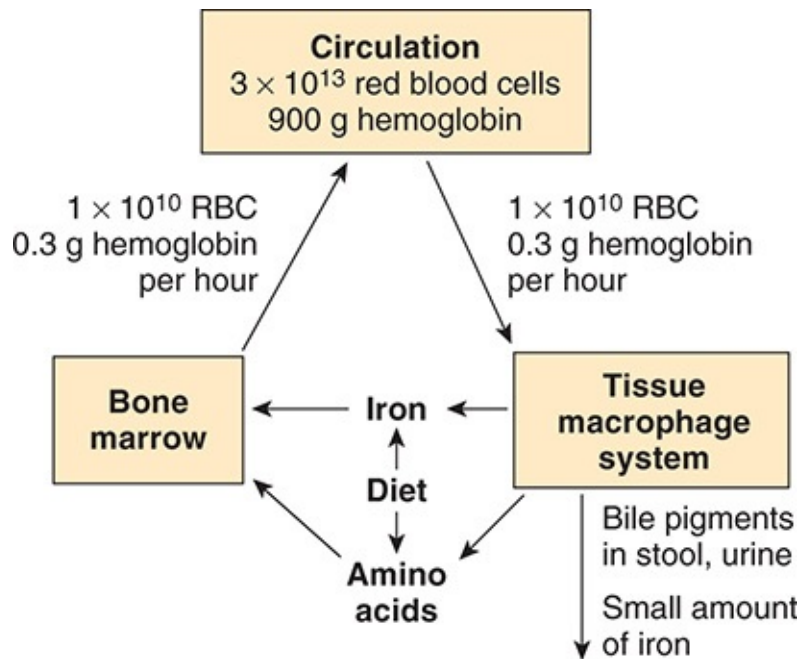 Circulation
3 × 10¹³ red blood cells
900 g hemoglobin
1 × 10¹⁰ RBC
0.3 g hemoglobin
per hour
1 × 10¹⁰ RBC
0.3 g hemoglobin
per hour
Bone
marrow
Iron
Diet
Amino
acids
Tissue
macrophage
system
Bile pigments
in stool, urine
Small amount
of iron